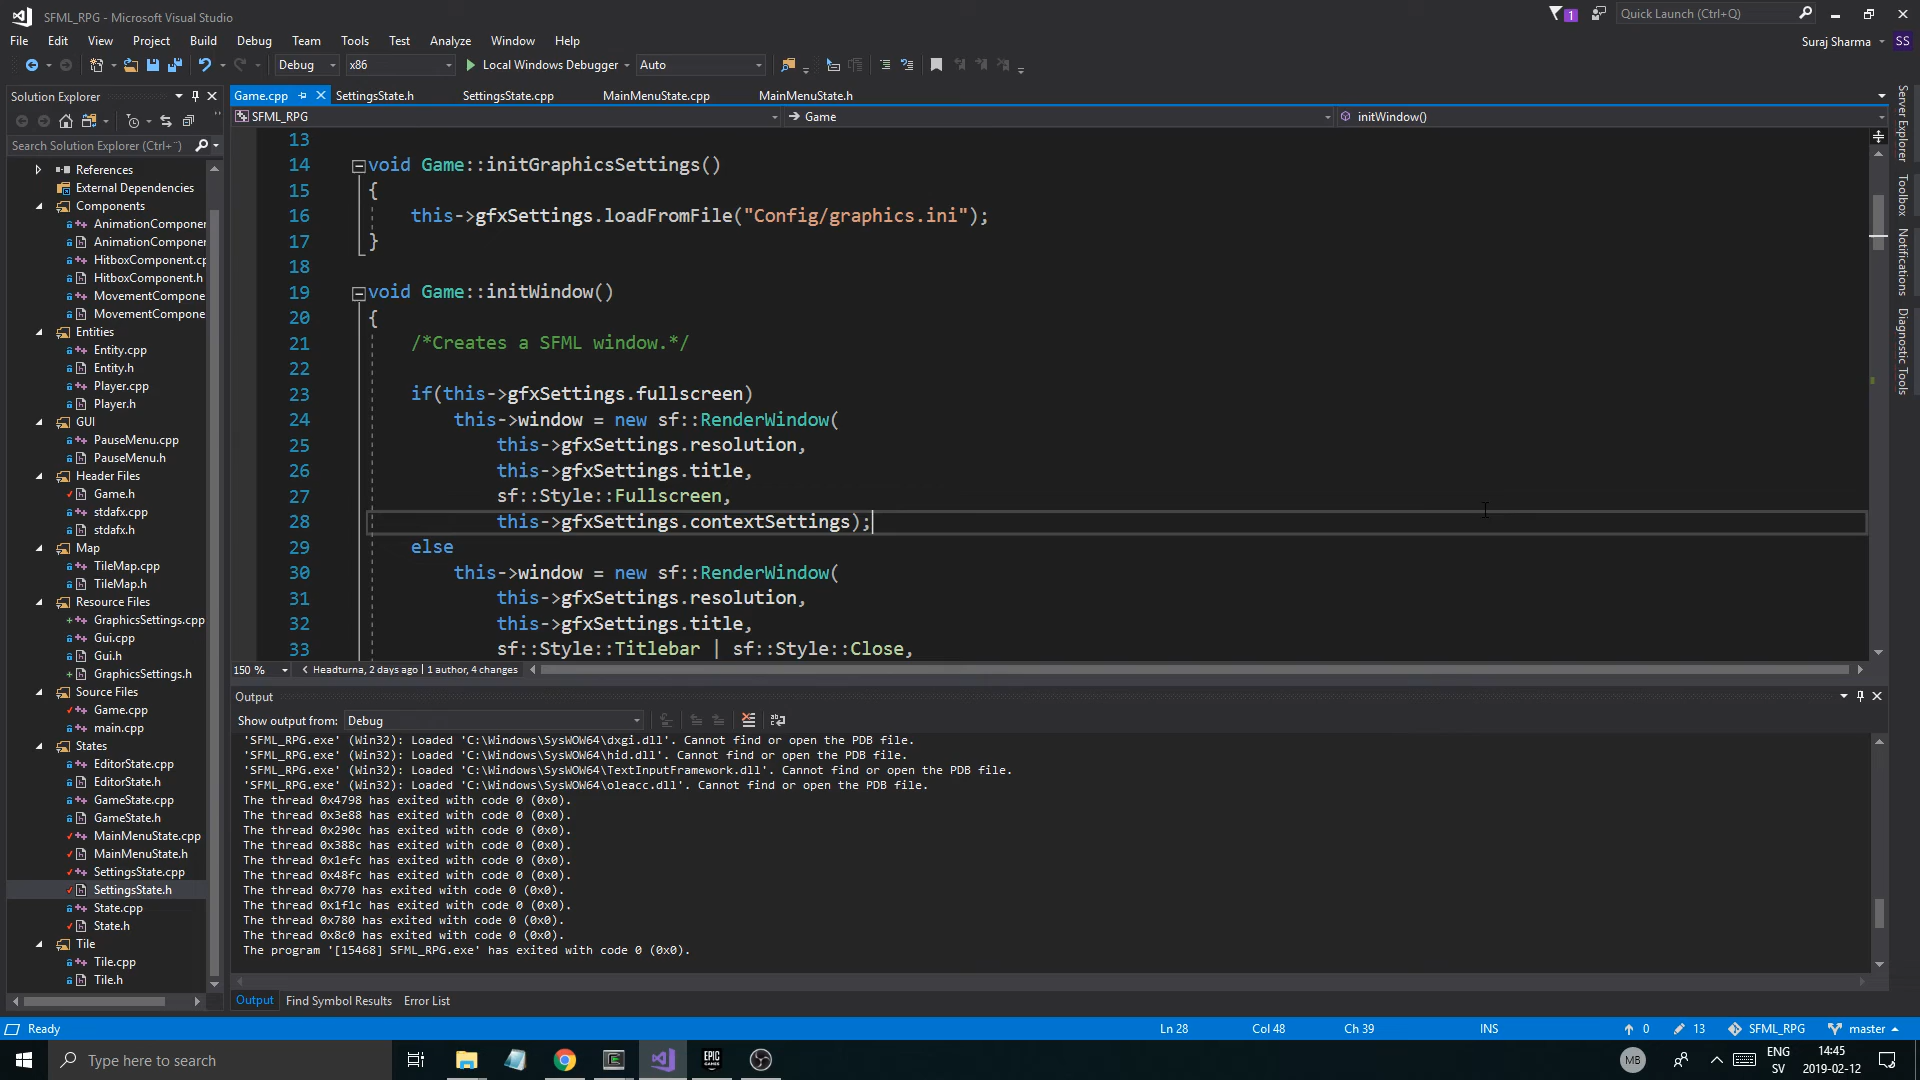 SFML_RPG - Microsoft Visual Studio
1
Quick Launch (Ctrl+Q)
File Edit View Project Build Debug Team Tools Test Analyze Window Help
Suraj Sharma
SS
Debug
x86
Local Windows Debugger
Auto
Solution Explorer
Game.cpp
SettingsState.h
SettingsState.cpp
MainMenuState.cpp
MainMenuState.h
SFML_RPG
Game
initWindow()
Search Solution Explorer (Ctrl+¨)
References
External Dependencies
Components
AnimationComponen
AnimationComponen
HitboxComponent.cp
HitboxComponent.h
MovementCompone
MovementCompone
Entities
Entity.cpp
Entity.h
Player.cpp
Player.h
GUI
PauseMenu.cpp
PauseMenu.h
Header Files
Game.h
stdafx.cpp
stdafx.h
Map
TileMap.cpp
TileMap.h
Resource Files
GraphicsSettings.cpp
Gui.cpp
Gui.h
GraphicsSettings.h
Source Files
Game.cpp
main.cpp
States
EditorState.cpp
EditorState.h
GameState.cpp
GameState.h
MainMenuState.cpp
MainMenuState.h
SettingsState.cpp
SettingsState.h
State.cpp
State.h
Tile
Tile.cpp
Tile.h
13
14 void Game::initGraphicsSettings()
15 {
16 this->gfxSettings.loadFromFile("Config/graphics.ini");
17 }
18
19 void Game::initWindow()
20 {
21 /*Creates a SFML window.*/
22
23 if(this->gfxSettings.fullscreen)
24 this->window = new sf::RenderWindow(
25 this->gfxSettings.resolution,
26 this->gfxSettings.title,
27 sf::Style::Fullscreen,
28 this->gfxSettings.contextSettings);
29 else
30 this->window = new sf::RenderWindow(
31 this->gfxSettings.resolution,
32 this->gfxSettings.title,
33 sf::Style::Titlebar | sf::Style::Close,
150 %
Headturna, 2 days ago | 1 author, 4 changes
Server Explorer
Toolbox
Notifications
Diagnostic Tools
Output
Show output from: Debug
'SFML_RPG.exe' (Win32): Loaded 'C:\Windows\SysWOW64\dxgi.dll'. Cannot find or open the PDB file.
'SFML_RPG.exe' (Win32): Loaded 'C:\Windows\SysWOW64\hid.dll'. Cannot find or open the PDB file.
'SFML_RPG.exe' (Win32): Loaded 'C:\Windows\SysWOW64\TextInputFramework.dll'. Cannot find or open the PDB file.
'SFML_RPG.exe' (Win32): Loaded 'C:\Windows\SysWOW64\oleacc.dll'. Cannot find or open the PDB file.
The thread 0x4798 has exited with code 0 (0x0).
The thread 0x3e88 has exited with code 0 (0x0).
The thread 0x290c has exited with code 0 (0x0).
The thread 0x388c has exited with code 0 (0x0).
The thread 0x1efc has exited with code 0 (0x0).
The thread 0x48fc has exited with code 0 (0x0).
The thread 0x770 has exited with code 0 (0x0).
The thread 0x1f1c has exited with code 0 (0x0).
The thread 0x780 has exited with code 0 (0x0).
The thread 0x8c0 has exited with code 0 (0x0).
The program '[15468] SFML_RPG.exe' has exited with code 0 (0x0).
Output Find Symbol Results Error List
Ready
Ln 28
Col 48
Ch 39
INS
0
13
SFML_RPG
master
Type here to search
EPIC GAMES
MB
ENG
SV
14:45
2019-02-12